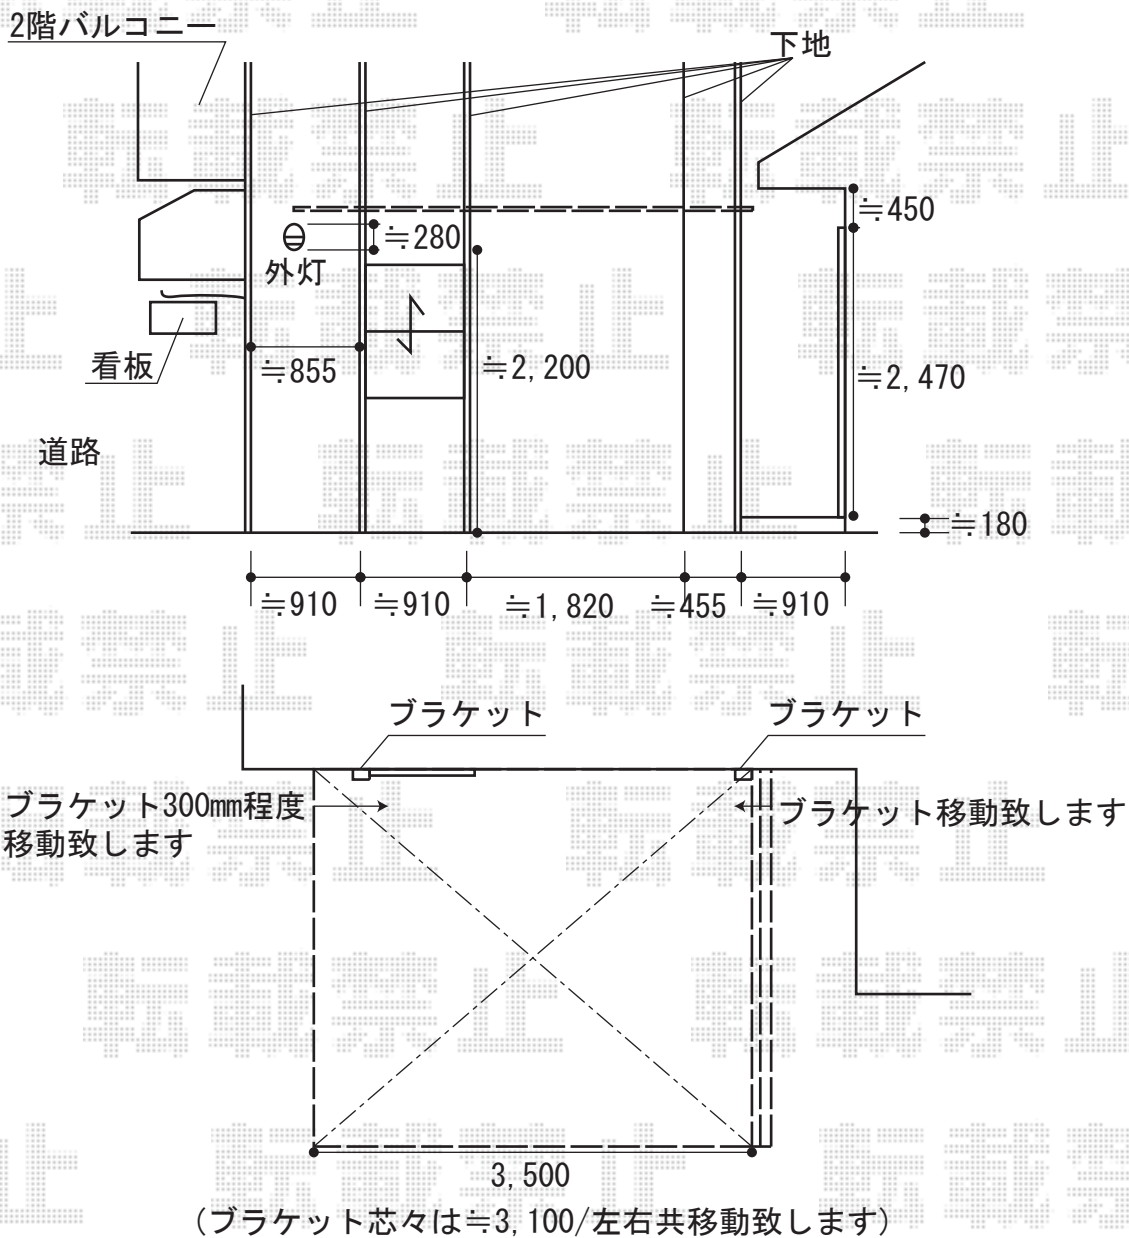 2階バルコニー
下地
≒450
≒280
外灯
看板
≒855
≒2,200
≒2,470
道路
≒180
≒910
≒910
≒1,820
≒455
≒910
ブラケット
ブラケット
ブラケット300mm程度
移動致します
ブラケット移動致します
3,500
(ブラケット芯々は≒3,100/左右共移動致します)
転載禁止